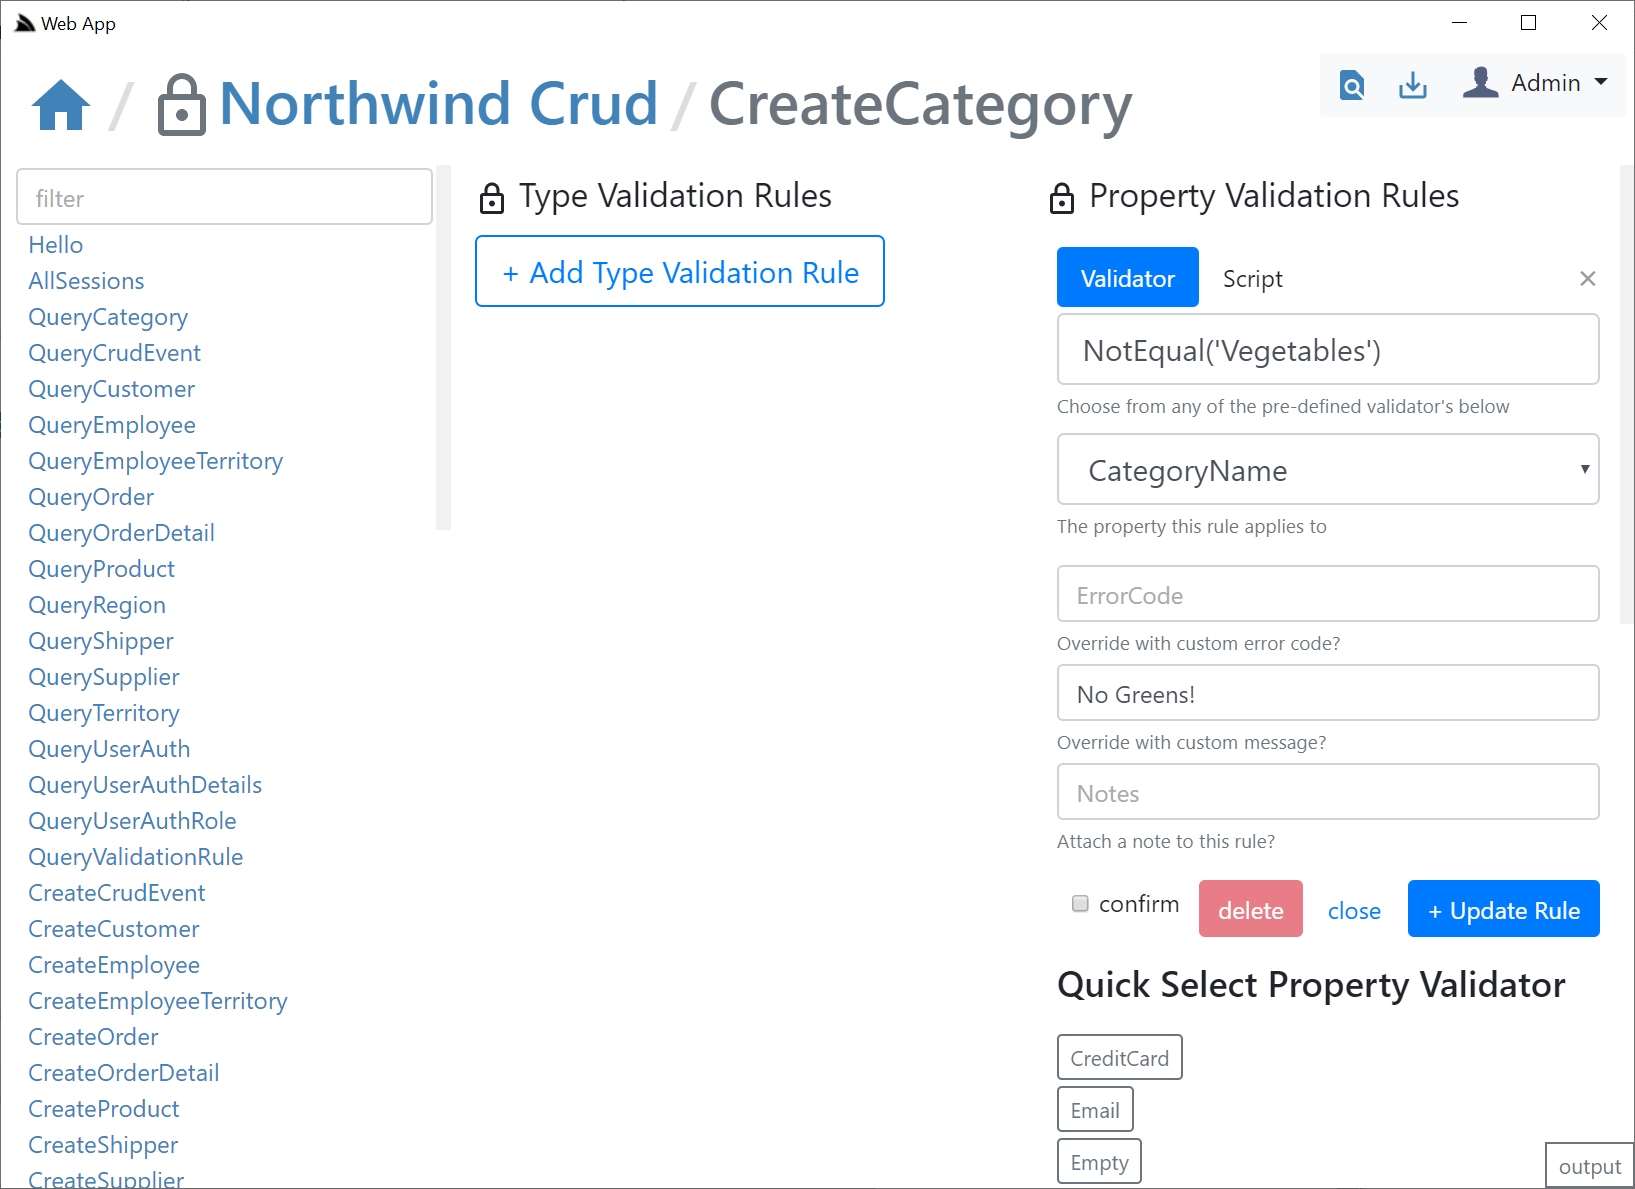 Web App
/ Northwind Crud / CreateCategory
Admin
filter
Hello
AllSessions
QueryCategory
QueryCrudEvent
QueryCustomer
QueryEmployee
QueryEmployeeTerritory
QueryOrder
QueryOrderDetail
QueryProduct
QueryRegion
QueryShipper
QuerySupplier
QueryTerritory
QueryUserAuth
QueryUserAuthDetails
QueryUserAuthRole
QueryValidationRule
CreateCrudEvent
CreateCustomer
CreateEmployee
CreateEmployeeTerritory
CreateOrder
CreateOrderDetail
CreateProduct
CreateShipper
CreateSupplier
Type Validation Rules
+ Add Type Validation Rule
Property Validation Rules
Validator Script
NotEqual('Vegetables')
Choose from any of the pre-defined validator's below
CategoryName
The property this rule applies to
ErrorCode
Override with custom error code?
No Greens!
Override with custom message?
Notes
Attach a note to this rule?
confirm delete close + Update Rule
Quick Select Property Validator
CreditCard
Email
Empty
output